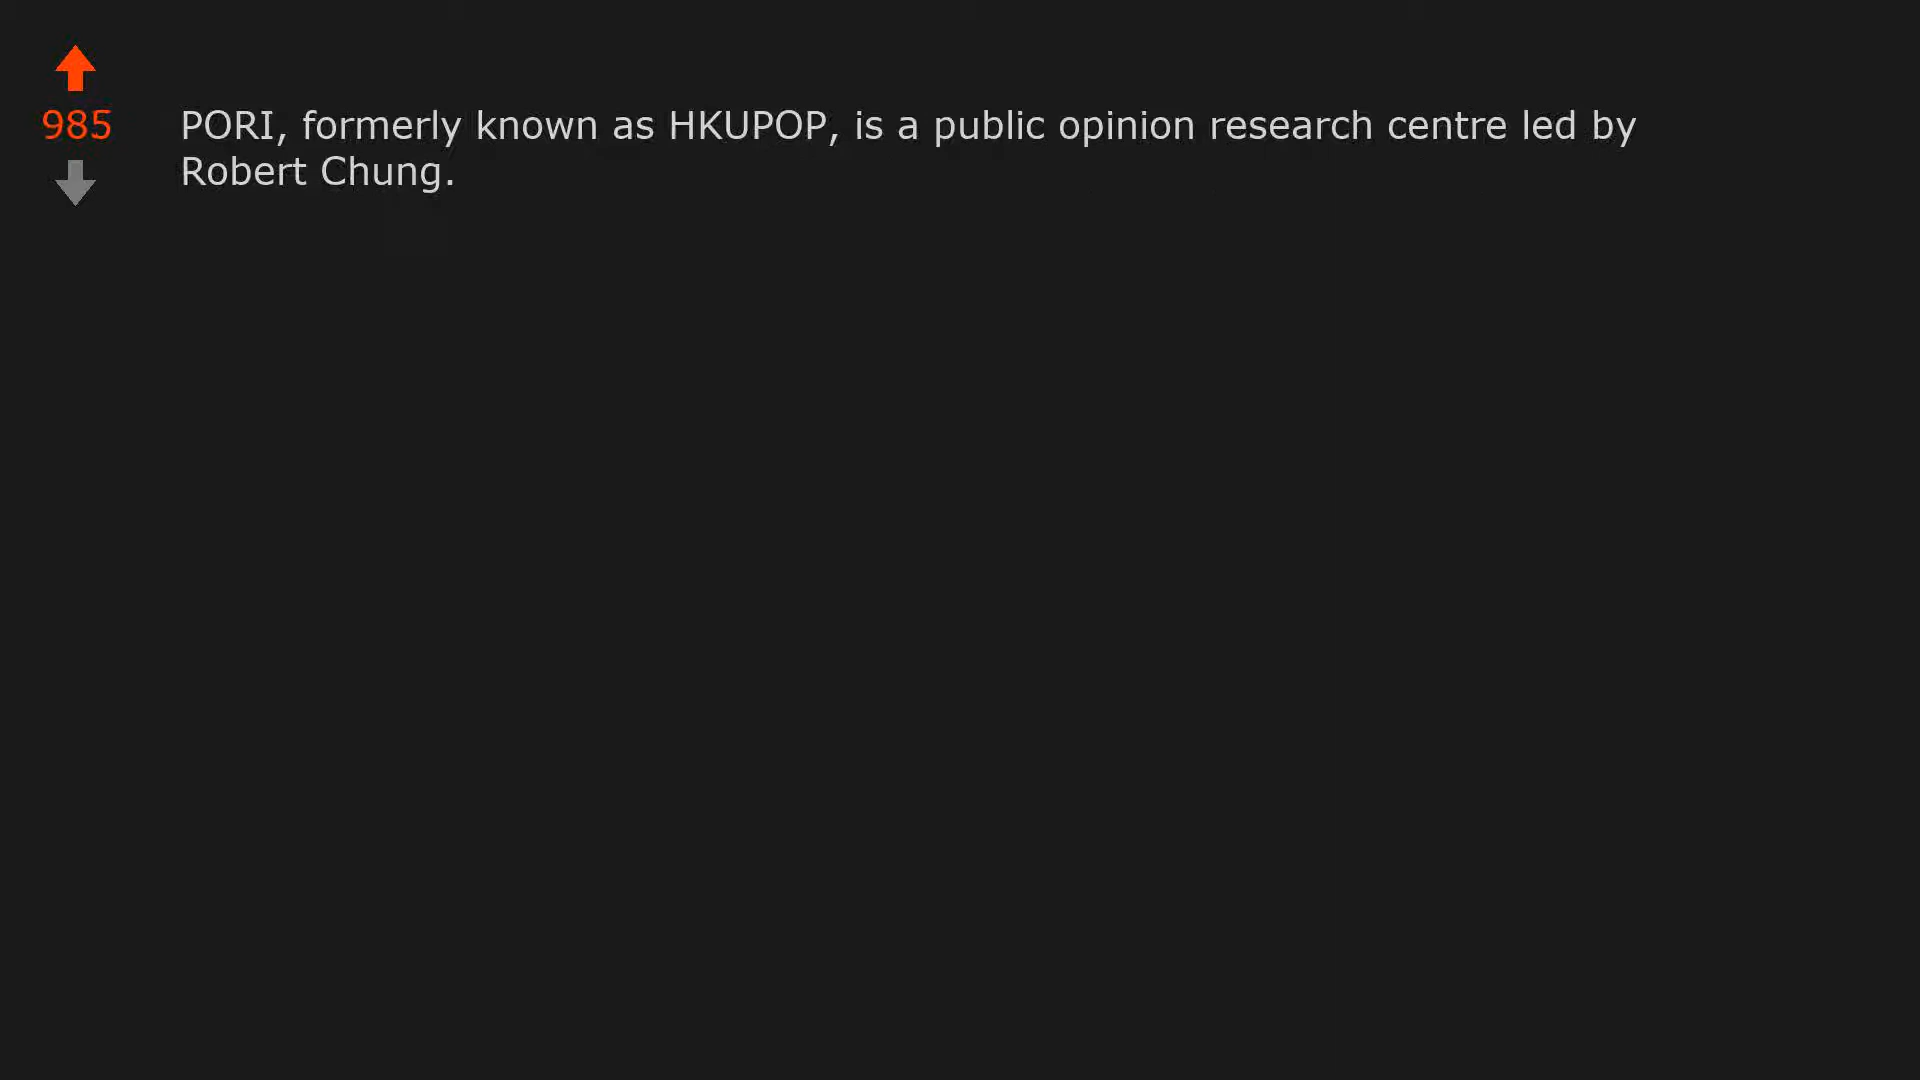 985
PORI, formerly known as HKUPOP, is a public opinion research centre led by
Robert Chung.